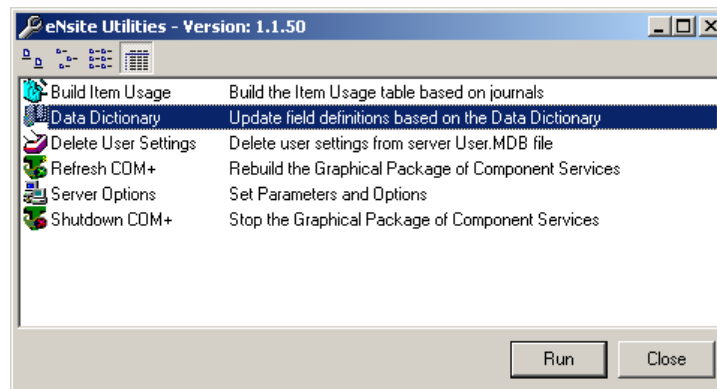 eNsite Utilities - Version: 1.1.50
Build Item Usage Build the Item Usage table based on journals
Data Dictionary Update field definitions based on the Data Dictionary
Delete User Settings Delete user settings from server User.MDB file
Refresh COM+ Rebuild the Graphical Package of Component Services
Server Options Set Parameters and Options
Shutdown COM+ Stop the Graphical Package of Component Services
Run Close